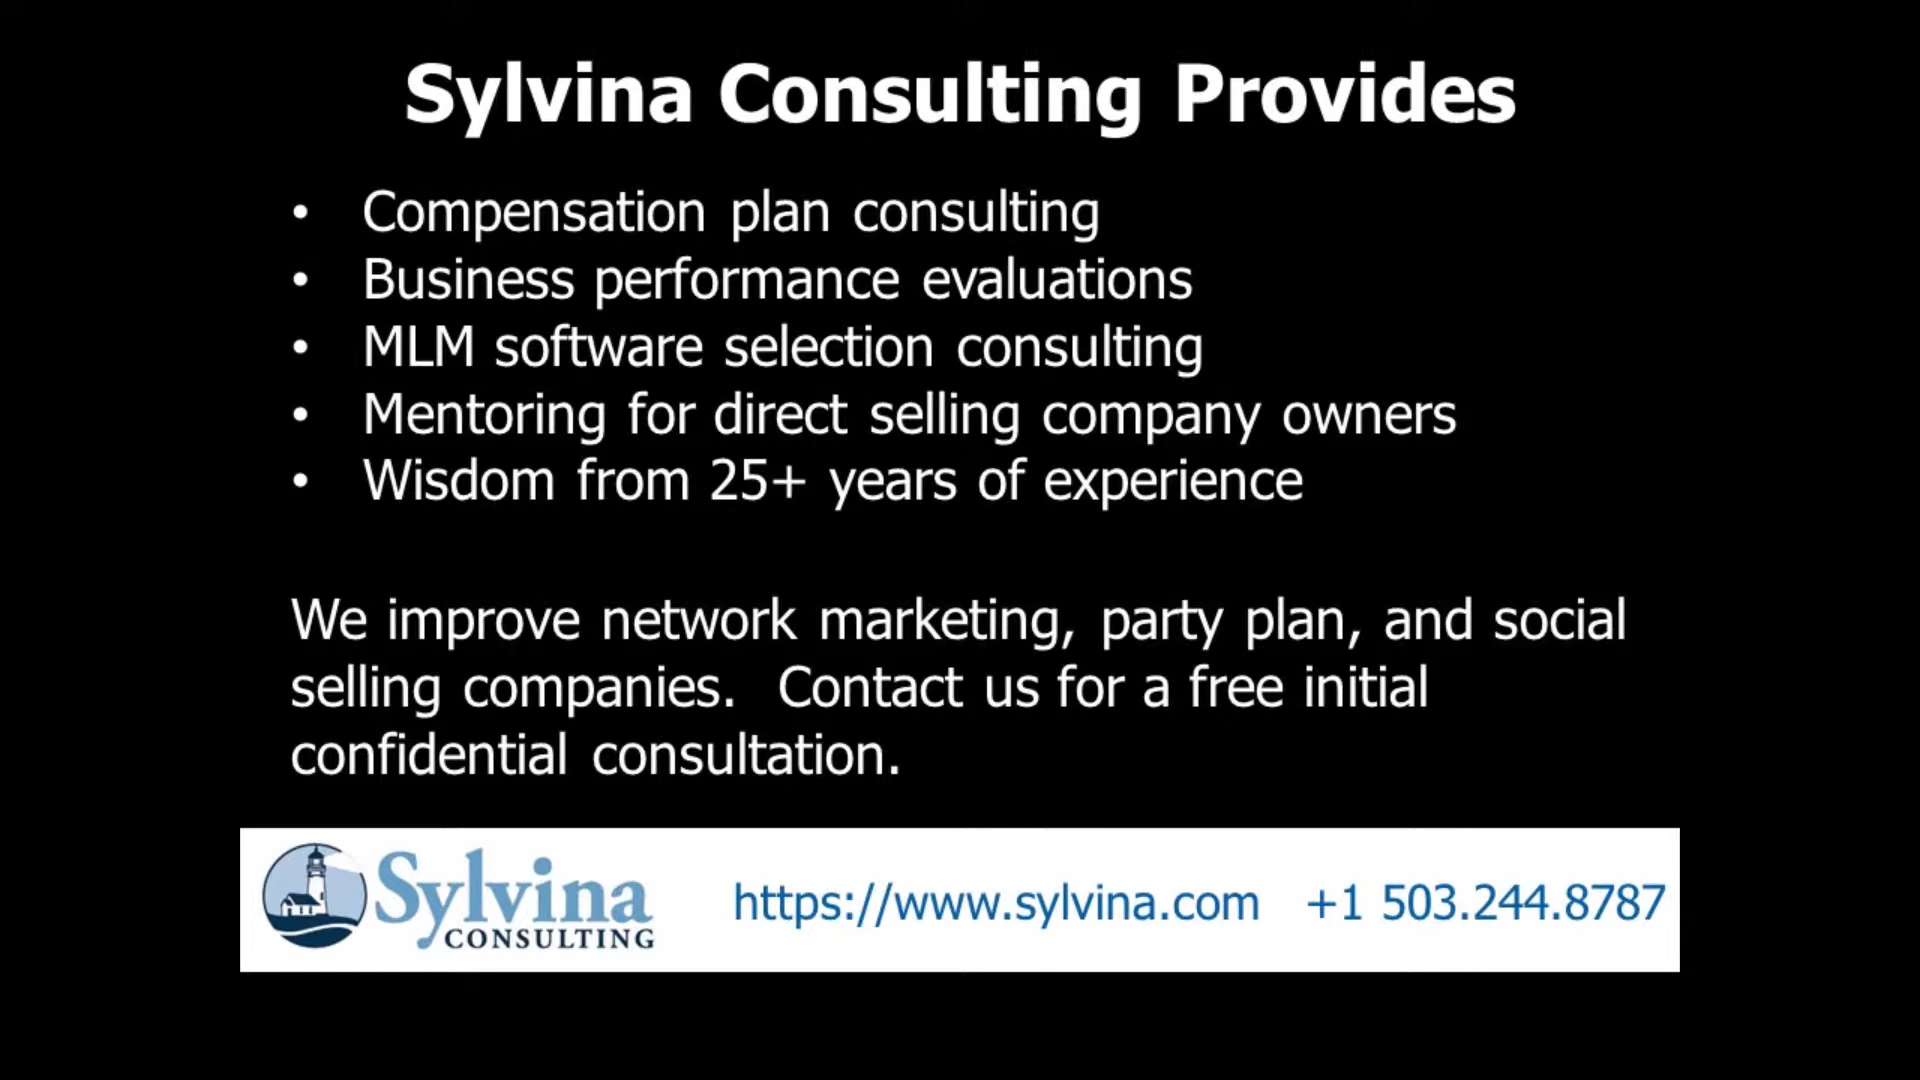 Sylvina Consulting Provides
• Compensation plan consulting
• Business performance evaluations
• MLM software selection consulting
• Mentoring for direct selling company owners
• Wisdom from 25+ years of experience
We improve network marketing, party plan, and social
selling companies.  Contact us for a free initial
confidential consultation.
Sylvina
CONSULTING
https://www.sylvina.com +1 503.244.8787